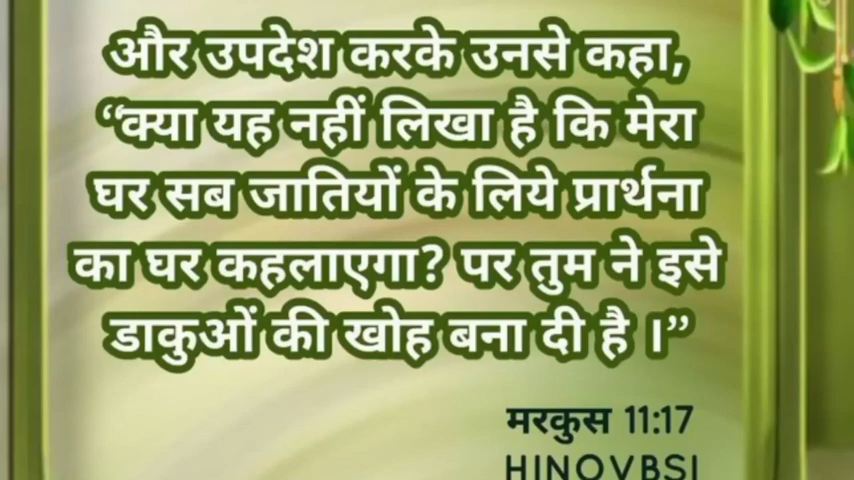 और उपदेश करके उनसे कहा,
“क्या यह नहीं लिखा है कि मेरा
घर सब जातियों के लिये प्रार्थना
का घर कहलाएगा? पर तुम ने इसे
डाकुओं की खोह बना दी है ।”
मरकुस 11:17
HINOVBSI